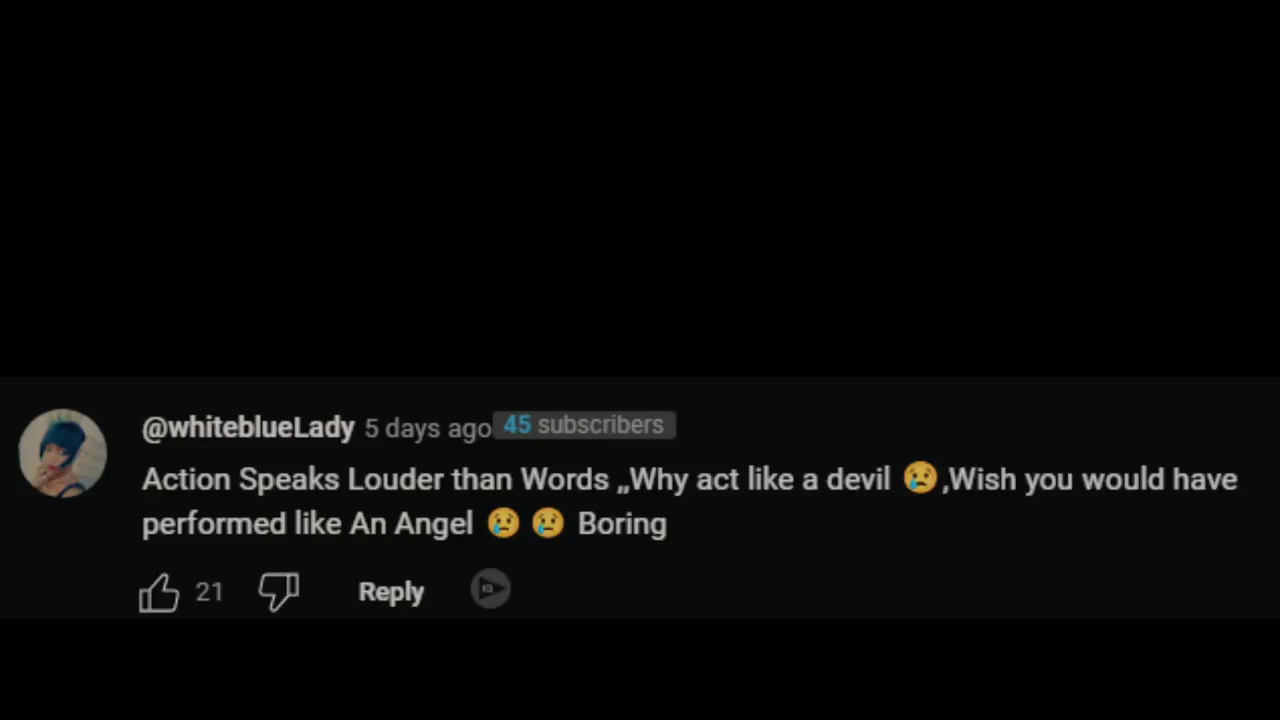 @whiteblueLady 5 days ago 45 subscribers
Action Speaks Louder than Words ,,Why act like a devil 😢,Wish you would have
performed like An Angel 😢 😢 Boring
21 Reply